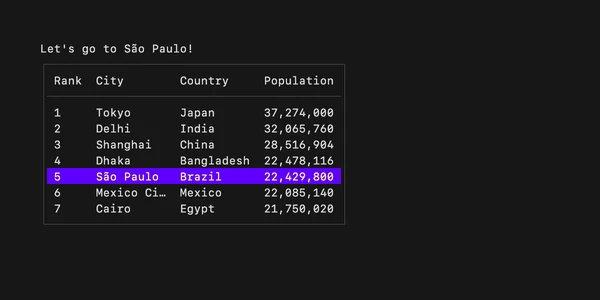 Let's go to São Paulo!
Rank City Country Population
1 Tokyo Japan 37,274,000
2 Delhi India 32,065,760
3 Shanghai China 28,516,904
4 Dhaka Bangladesh 22,478,116
5 São Paulo Brazil 22,429,800
6 Mexico Ci… Mexico 22,085,140
7 Cairo Egypt 21,750,020